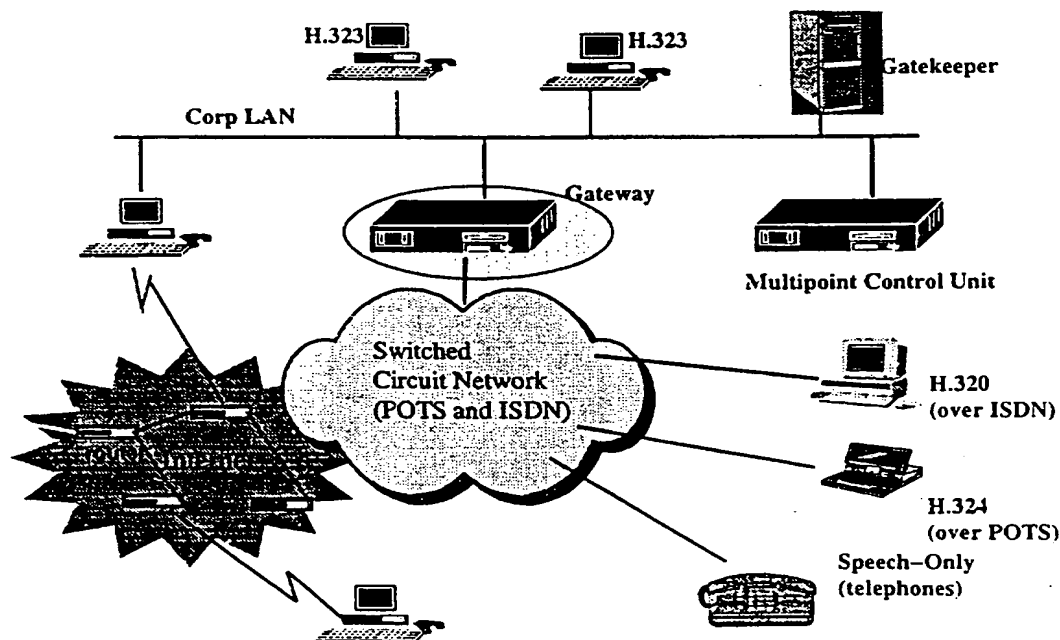 H.323
H.323
Gatekeeper
Corp LAN
Gateway
Multipoint Control Unit
Switched
Circuit Network
(POTS and ISDN)
H.320
(over ISDN)
H.324
(over POTS)
Speech-Only
(telephones)